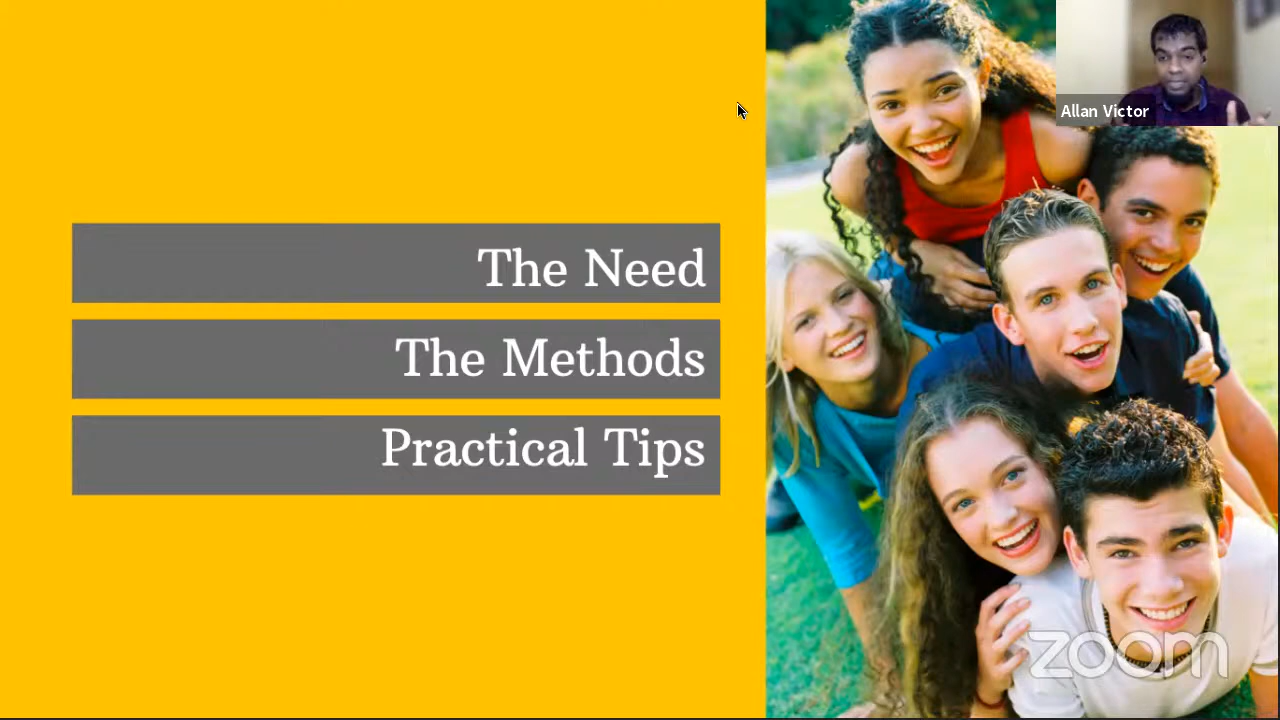 Allan Victor
The Need
The Methods
Practical Tips
zoom